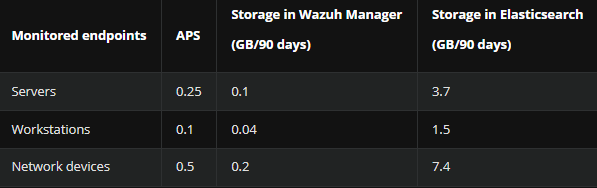 Monitored endpoints APS Storage in Wazuh Manager (GB/90 days) Storage in Elasticsearch (GB/90 days)
Servers 0.25 0.1 3.7
Workstations 0.1 0.04 1.5
Network devices 0.5 0.2 7.4